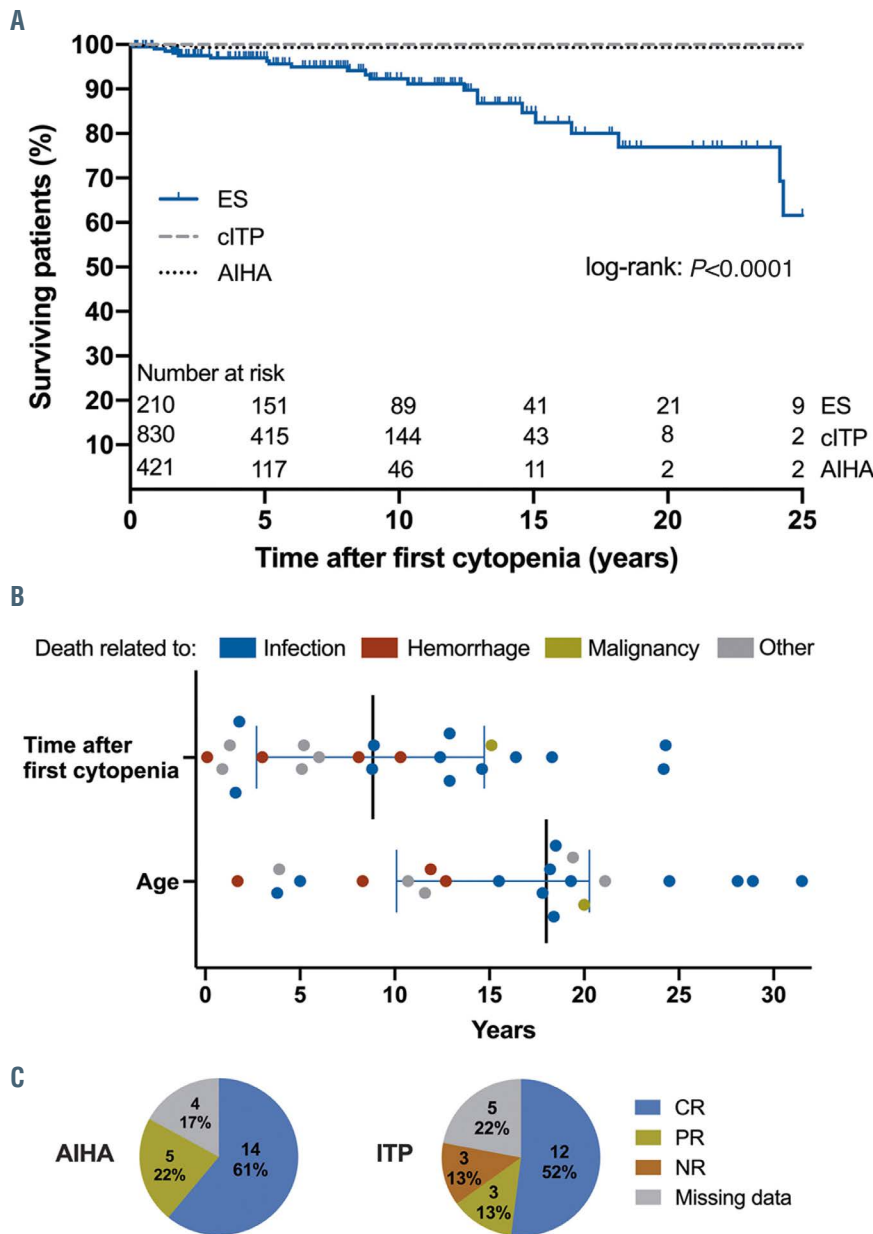 A
100
90
80
70
60
50
40
30
20
10
Surviving patients (%)
ES
cITP
AIHA
log-rank: P<0.0001
Number at risk
210 151 89 41 21 9 ES
830 415 144 43 8 2 cITP
421 117 46 11 2 2 AIHA
0 5 10 15 20 25
Time after first cytopenia (years)
B
Death related to: Infection Hemorrhage Malignancy Other
Time after
first cytopenia
Age
0 5 10 15 20 25 30
Years
C
AIHA
4
17%
14
61%
5
22%
ITP
5
22%
12
52%
3
13%
3
13%
CR
PR
NR
Missing data